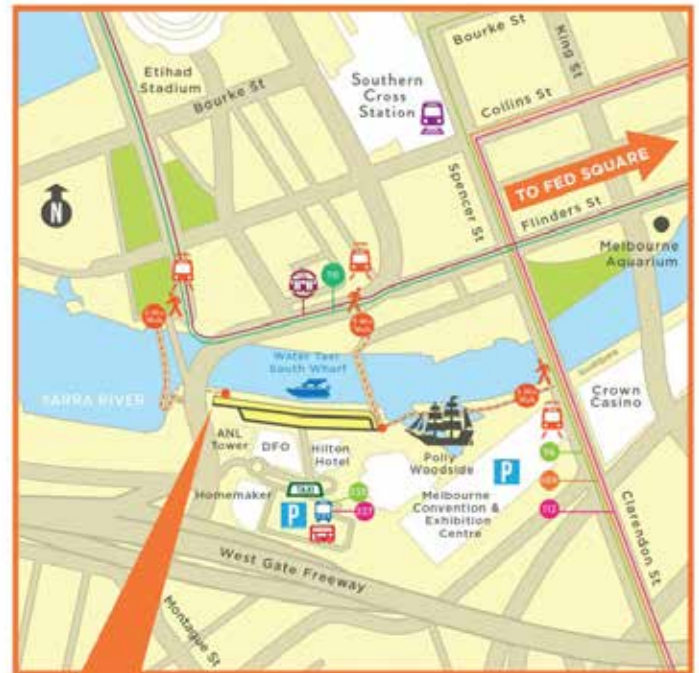 Bourke St
King St
Etihad
Stadium
Southern
Cross
Station
Bourke St
Collins St
N
Spencer St
TO FED SQUARE
Flinders St
Melbourne
Aquarium
Water Taxi
South Wharf
YARRA RIVER
Crown
Casino
ANL
Tower
DFO
Hilton
Hotel
Polly
Woodside
Homemaker
TAXI
P
P
Melbourne
Convention &
Exhibition
Centre
96
112
237
Clarendon St
West Gate Freeway
Montague St